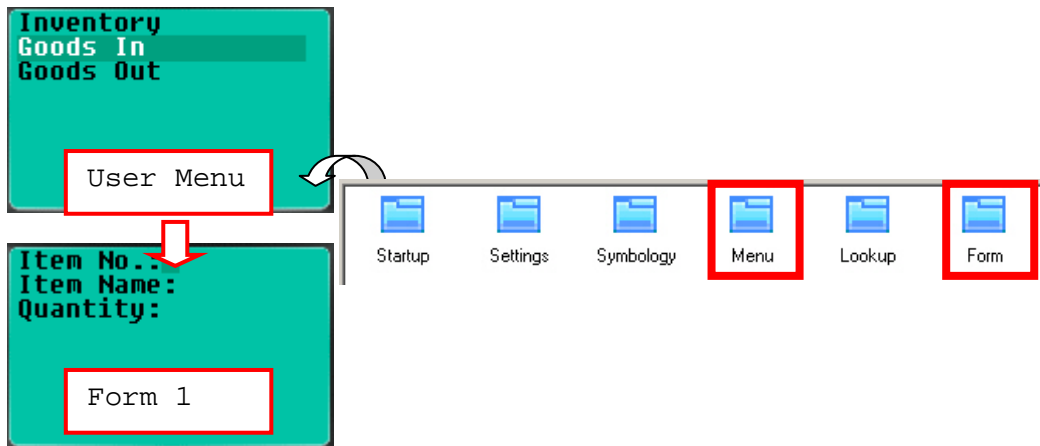 Inventory
Goods In
Goods Out
User Menu
Item No.:
Item Name:
Quantity:
Form 1
Startup Settings Symbology Menu Lookup Form